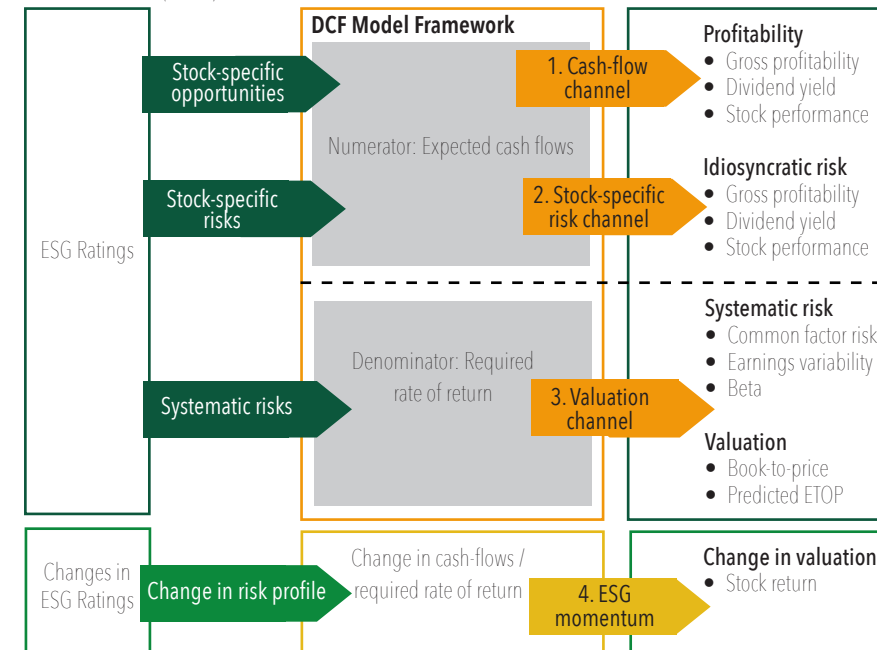 DCF Model Framework
ESG Ratings
Stock-specific
opportunities
Stock-specific
risks
Systematic risks
Numerator: Expected cash flows
Denominator: Required
rate of return
1. Cash-flow
channel
2. Stock-specific
risk channel
3. Valuation
channel
Profitability
• Gross profitability
• Dividend yield
• Stock performance
Idiosyncratic risk
• Gross profitability
• Dividend yield
• Stock performance
Systematic risk
• Common factor risk
• Earnings variability
• Beta
Valuation
• Book-to-price
• Predicted ETOP
Changes in
ESG Ratings
Change in risk profile
Change in cash-flows /
required rate of return
4. ESG
momentum
Change in valuation
• Stock return